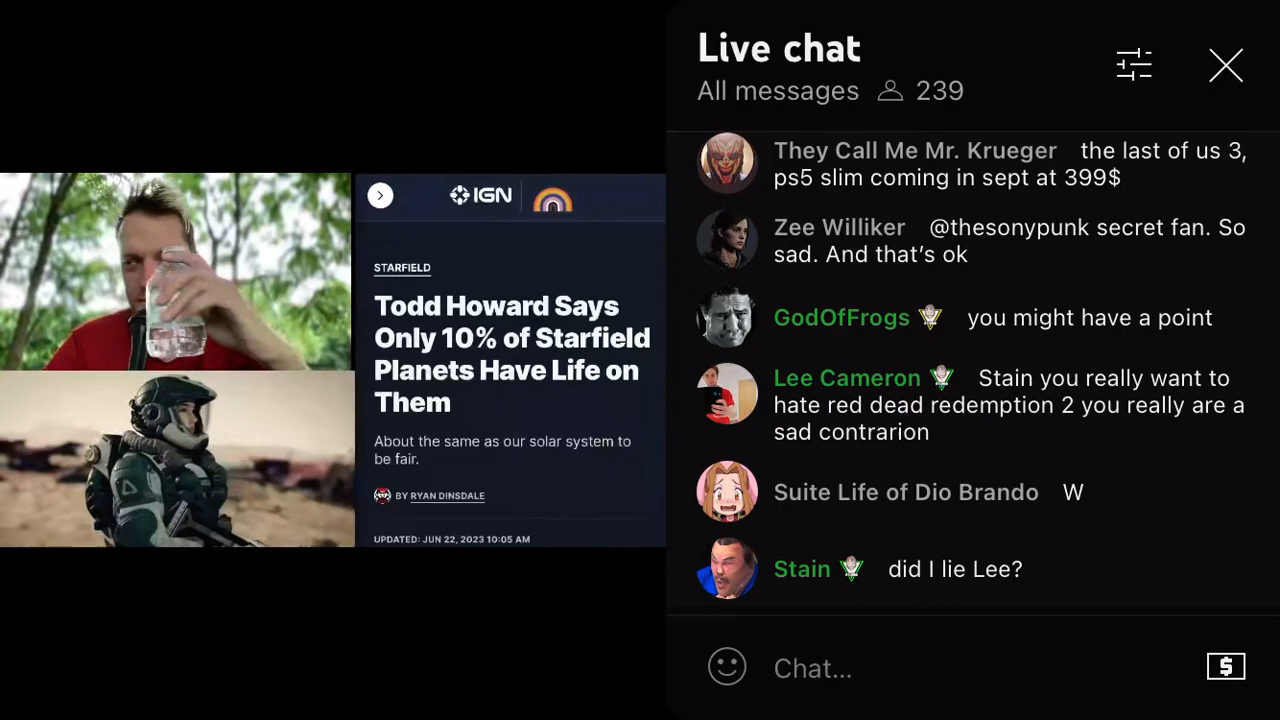 IGN
STARFIELD
Todd Howard Says
Only 10% of Starfield
Planets Have Life on
Them
About the same as our solar system to
be fair.
BY RYAN DINSDALE
UPDATED: JUN 22, 2023 10:05 AM
Live chat
All messages 239
They Call Me Mr. Krueger the last of us 3,
ps5 slim coming in sept at 399$
Zee Williker @thesonypunk secret fan. So
sad. And that’s ok
GodOfFrogs you might have a point
Lee Cameron Stain you really want to
hate red dead redemption 2 you really are a
sad contrarion
Suite Life of Dio Brando W
Stain did I lie Lee?
Chat...
$